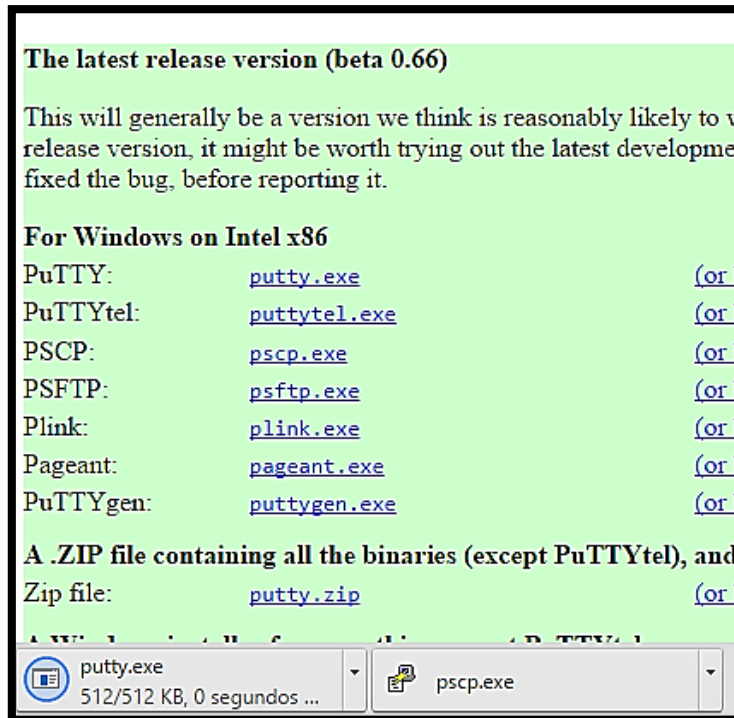 The latest release version (beta 0.66)
This will generally be a version we think is reasonably likely to
release version, it might be worth trying out the latest
fixed the bug, before reporting it.
For Windows on Intel x86
PuTTY: putty.exe (or
PuTTYtel: puttytel.exe (or
PSCP: pscp.exe (or
PSFTP: psftp.exe (or
Plink: plink.exe (or
Pageant: pageant.exe (or
PuTTYgen: puttygen.exe (or
A .ZIP file containing all the binaries (except PuTTYtel), and
Zip file: putty.zip (or
putty.exe
512/512 KB, 0 segundos ...
pscp.exe